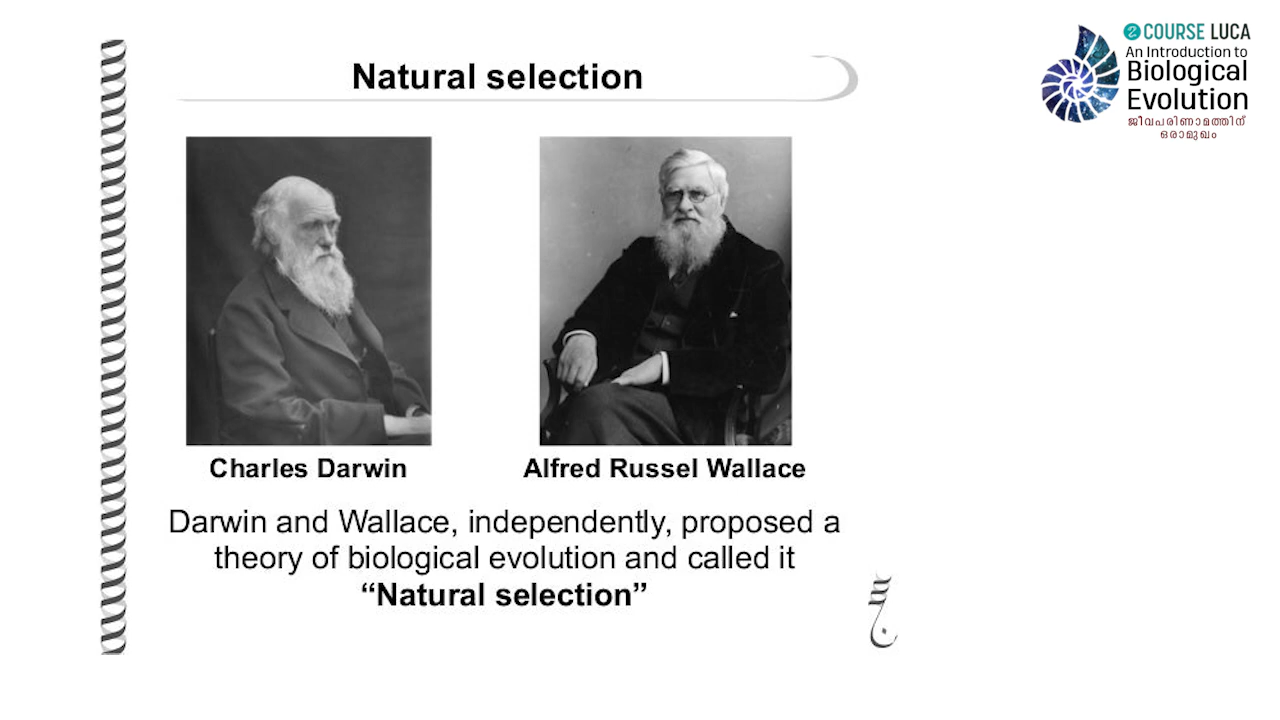 Natural selection
COURSE LUCA
An Introduction to
Biological
Evolution
ജീവപരിണാമത്തിന്
ഒരാമുഖം
Charles Darwin
Alfred Russel Wallace
Darwin and Wallace, independently, proposed a
theory of biological evolution and called it
“Natural selection”